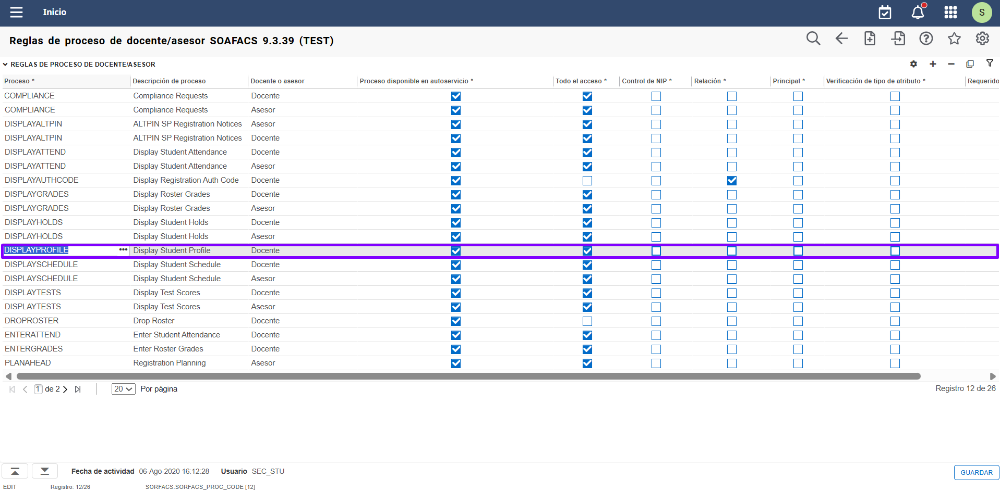 Inicio
S
Reglas de proceso de docente/asesor SOAFACS 9.3.39 (TEST)
REGLAS DE PROCESO DE DOCENTE/ASESOR
Proceso * Descripción de proceso Docente o asesor Proceso disponible en autoservicio * Todo el acceso * Control de NIP * Relación * Principal * Verificación de tipo de atributo * Requerido
COMPLIANCE Compliance Requests Docente
COMPLIANCE Compliance Requests Asesor
DISPLAYALTPIN ALTPIN SP Registration Notices Asesor
DISPLAYALTPIN ALTPIN SP Registration Notices Docente
DISPLAYATTEND Display Student Attendance Docente
DISPLAYATTEND Display Student Attendance Asesor
DISPLAYAUTHCODE Display Registration Auth Code Docente
DISPLAYGRADES Display Roster Grades Docente
DISPLAYGRADES Display Roster Grades Asesor
DISPLAYHOLDS Display Student Holds Docente
DISPLAYHOLDS Display Student Holds Asesor
DISPLAYPROFILE ••• Display Student Profile Docente
DISPLAYSCHEDULE Display Student Schedule Docente
DISPLAYSCHEDULE Display Student Schedule Asesor
DISPLAYTESTS Display Test Scores Docente
DISPLAYTESTS Display Test Scores Asesor
DROPROSTER Drop Roster Docente
ENTERATTEND Enter Student Attendance Docente
ENTERGRADES Enter Roster Grades Docente
PLANAHEAD Registration Planning Asesor
1 de 2 20 Por página Registro 12 de 26
Fecha de actividad 06-Ago-2020 16:12:28 Usuario SEC_STU GUARDAR
EDIT Registro: 12/26 SORFACS.SORFACS_PROC_CODE [12]